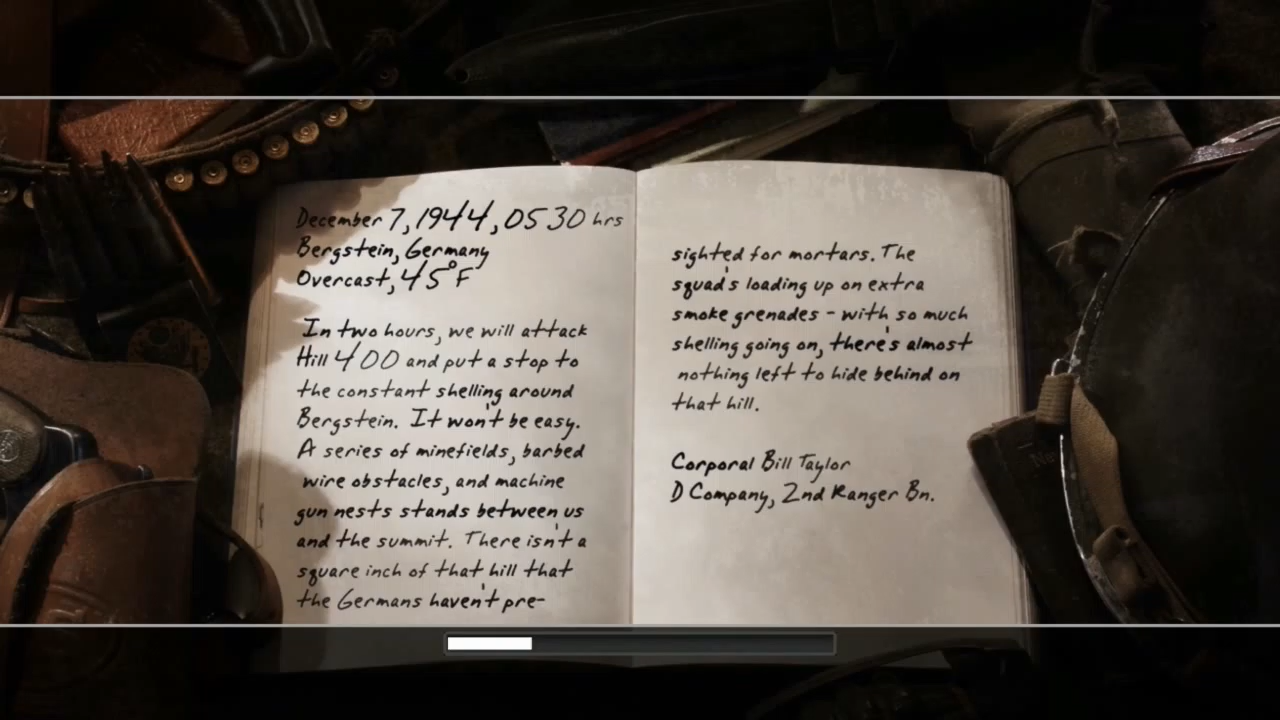 December 7, 1944, 0530 hrs
Bergstein, Germany
Overcast, 45°F
In two hours, we will attack
Hill 400 and put a stop to
the constant shelling around
Bergstein. It won't be easy.
A series of minefields, barbed
wire obstacles, and machine
gun nests stands between us
and the summit. There isn't a
square inch of that hill that
the Germans haven't pre-
sighted for mortars. The
squad's loading up on extra
smoke grenades - with so much
shelling going on, there's almost
nothing left to hide behind on
that hill.
Corporal Bill Taylor
D Company, 2nd Ranger Bn.